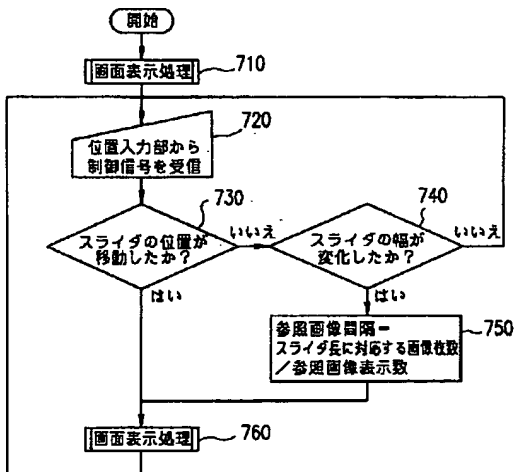 開始
画面表示処理
710
720
位置入力部から
制御信号を受信
730
スライダの位置が
移動したか?
いいえ
はい
740
スライダの幅が
変化したか?
いいえ
はい
750
参照画像間隔=
スライダ長に対応する画像枚数
/参照画像表示数
画面表示処理
760